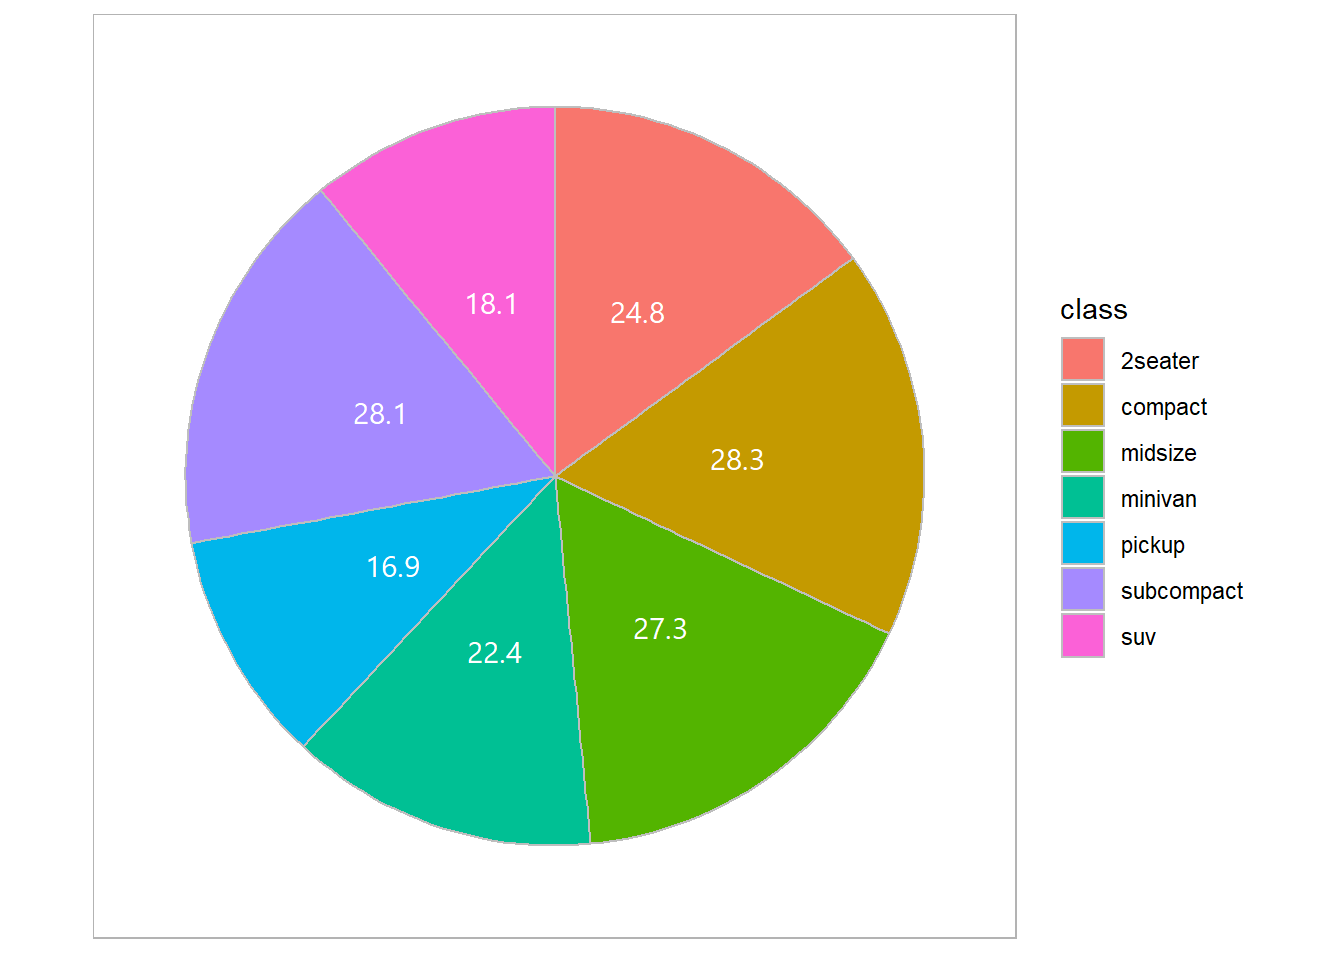 18.1
24.8
28.1
28.3
16.9
27.3
22.4
class
2seater
compact
midsize
minivan
pickup
subcompact
suv